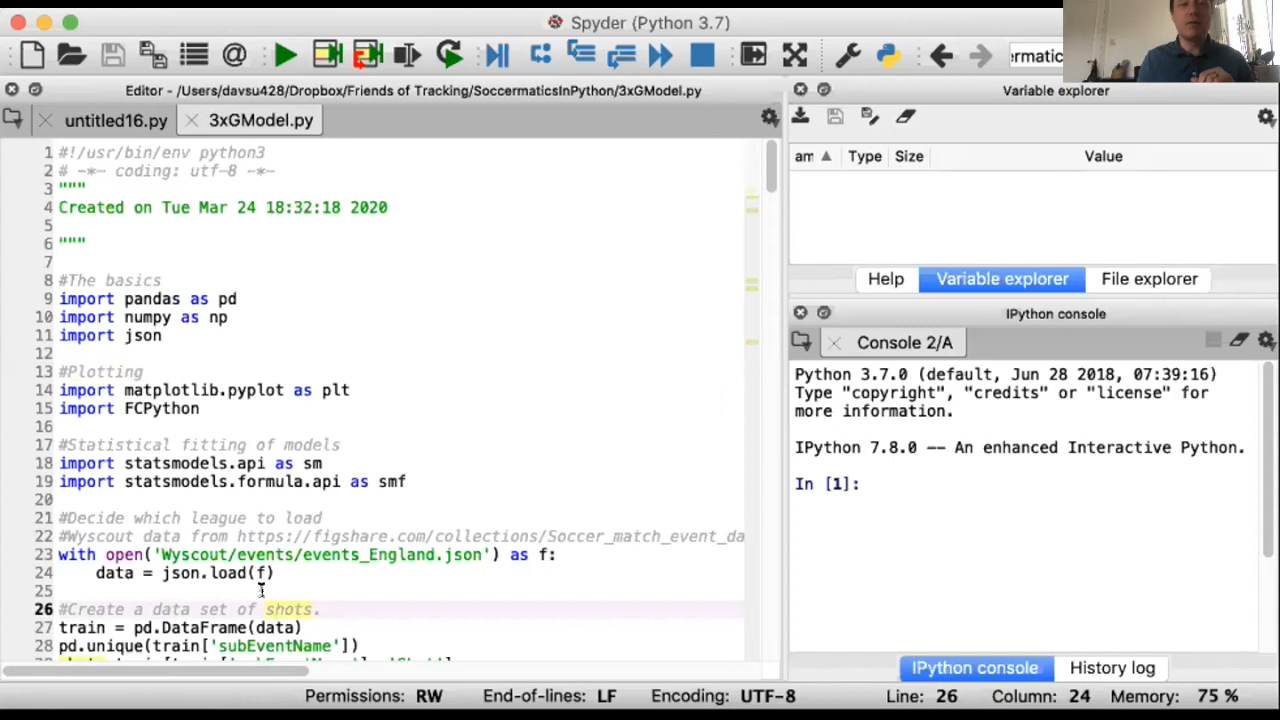 Spyder (Python 3.7)
ermatic
Editor - /Users/davsu428/Dropbox/Friends of Tracking/SoccermaticsInPython/3xGModel.py
untitled16.py
3xGModel.py
1 #!/usr/bin/env python3
2 # -*- coding: utf-8 -*-
3 """
4 Created on Tue Mar 24 18:32:18 2020
5
6 """
7
8 #The basics
9 import pandas as pd
10 import numpy as np
11 import json
12
13 #Plotting
14 import matplotlib.pyplot as plt
15 import FCPython
16
17 #Statistical fitting of models
18 import statsmodels.api as sm
19 import statsmodels.formula.api as smf
20
21 #Decide which league to load
22 #Wyscout data from https://figshare.com/collections/Soccer_match_event_da
23 with open('Wyscout/events/events_England.json') as f:
24     data = json.load(f)
25
26 #Create a data set of shots.
27 train = pd.DataFrame(data)
28 pd.unique(train['subEventName'])
Variable explorer
am Type Size Value
Help Variable explorer File explorer
IPython console
Console 2/A
Python 3.7.0 (default, Jun 28 2018, 07:39:16)
Type "copyright", "credits" or "license" for
more information.
IPython 7.8.0 -- An enhanced Interactive Python.
In [1]:
IPython console History log
Permissions: RW End-of-lines: LF Encoding: UTF-8 Line: 26 Column: 24 Memory: 75 %